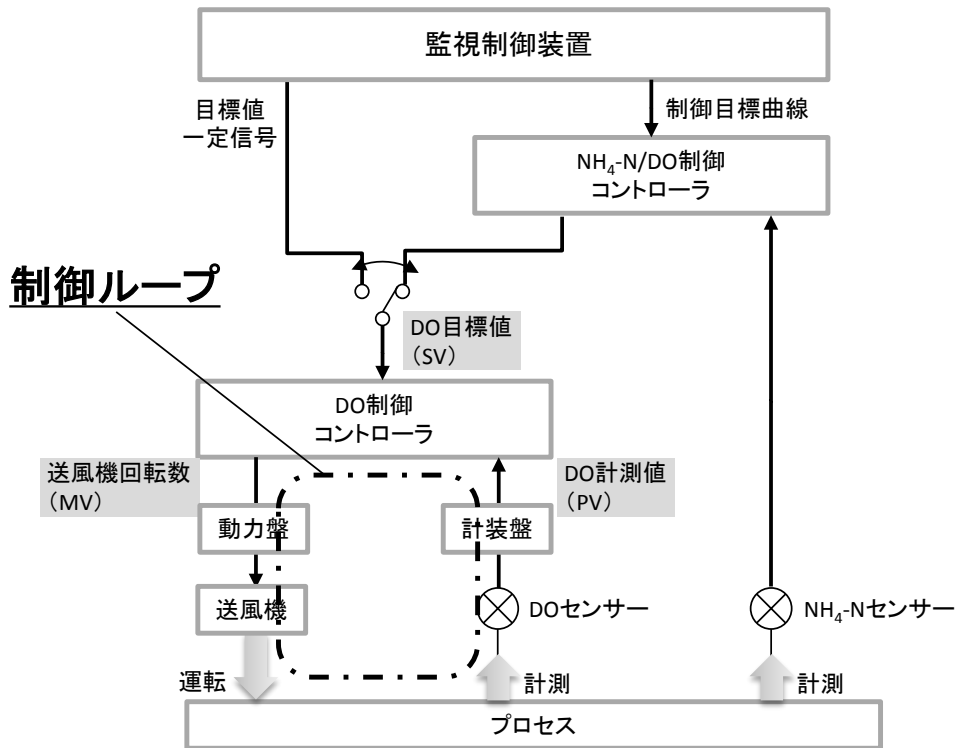 監視制御装置
目標値
一定信号
制御目標曲線
NH₄-N/DO制御
コントローラ
制御ループ
DO目標値
（SV）
DO制御
コントローラ
送風機回転数
（MV）
DO計測値
（PV）
動力盤
計装盤
送風機
DOセンサー
NH₄-Nセンサー
運転
計測
計測
プロセス